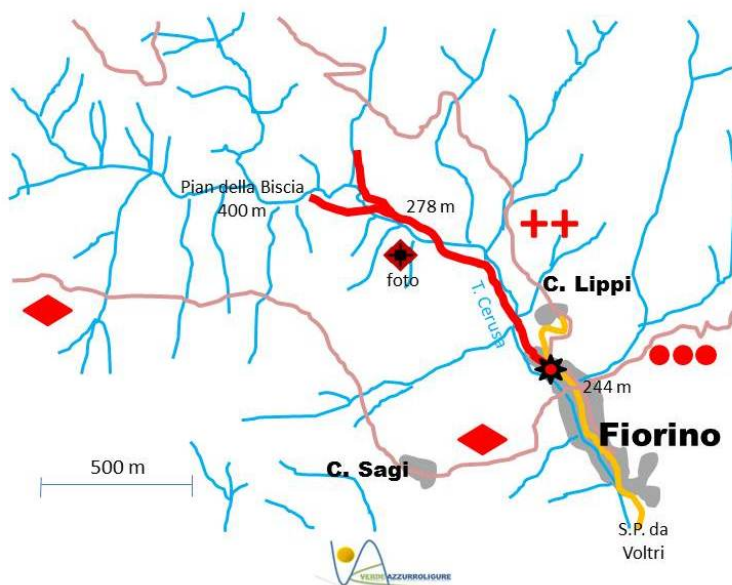 Pian della Biscia
400 m
278 m
foto
T. Cerusa
C. Lippi
244 m
Fiorino
C. Sagi
500 m
S.P. da
Voltri
VERDEAZZURROLIGURE